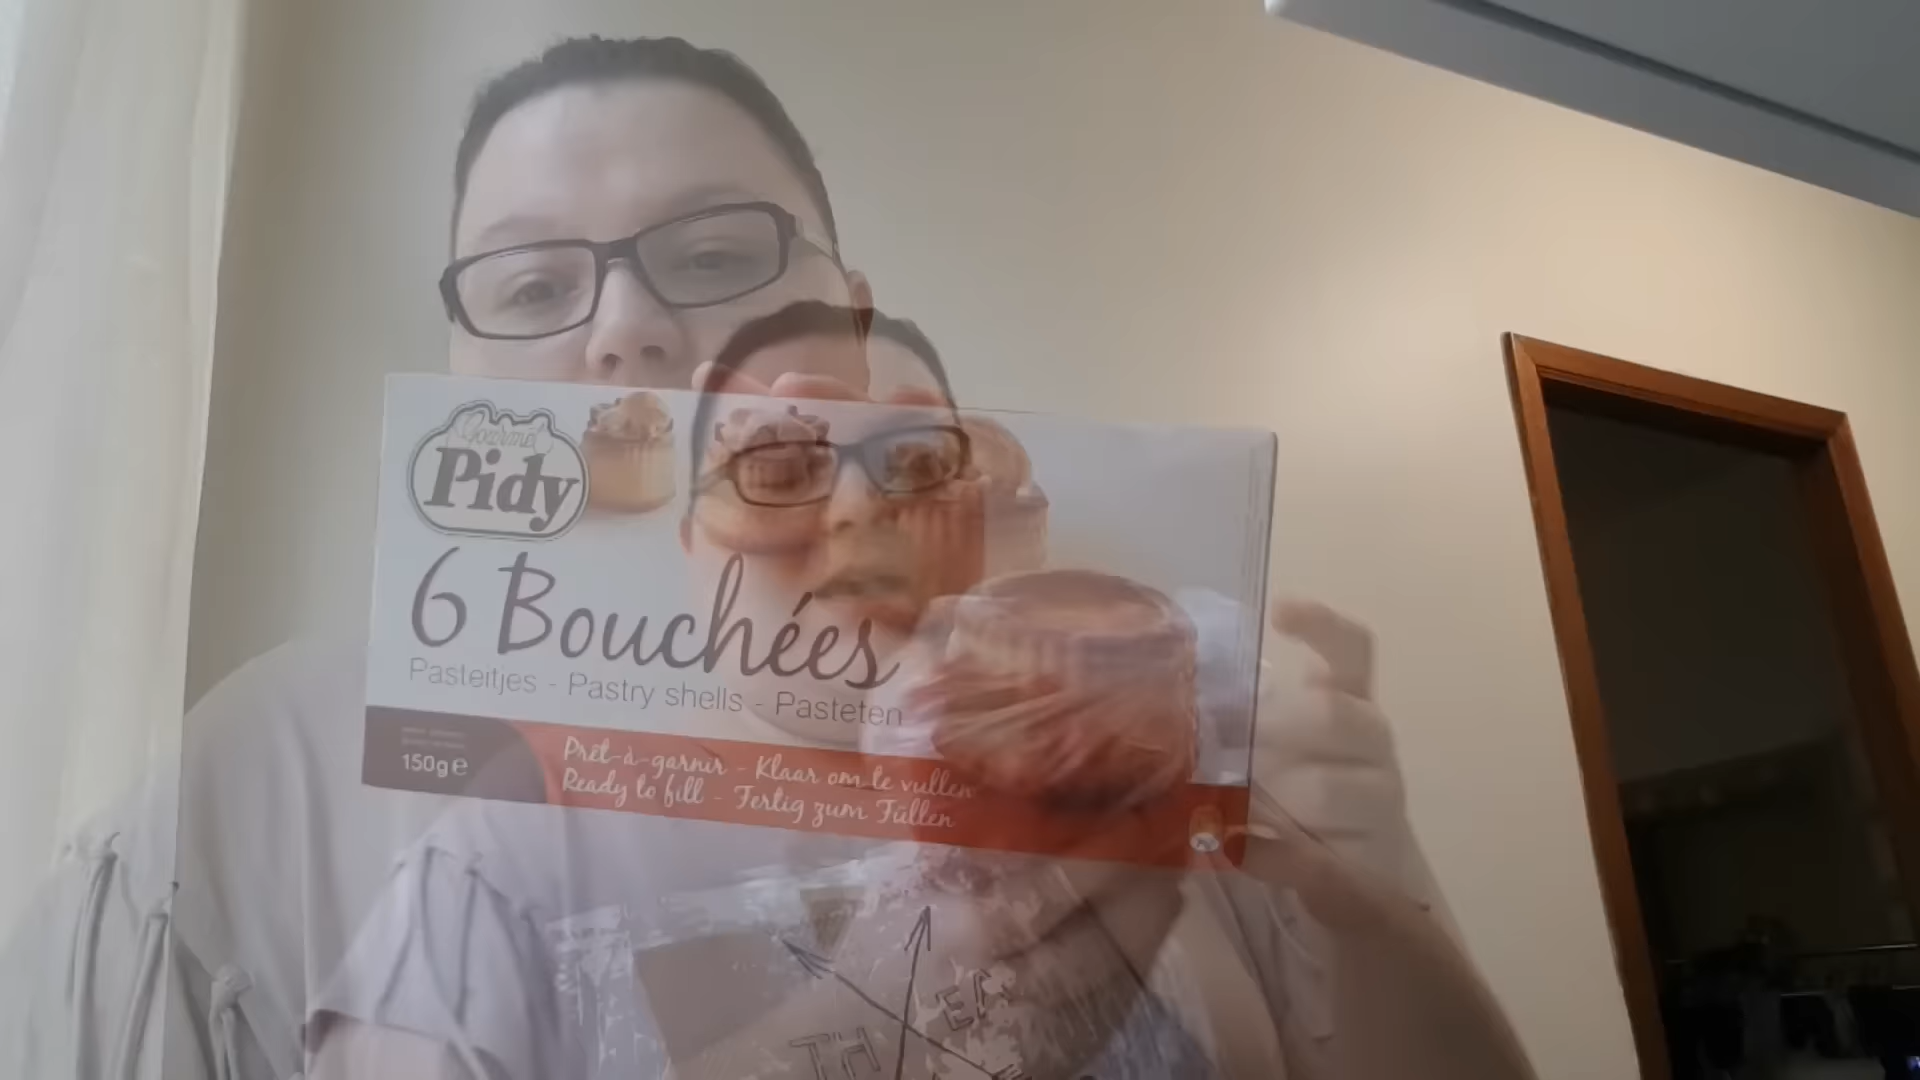 Gourmet
Pidy
6 Bouchées
Pasteitjes - Pastry shells - Pasteten
150g e
Prêt-à-garnir - Klaar om te vullen
Ready to fill - Fertig zum Füllen